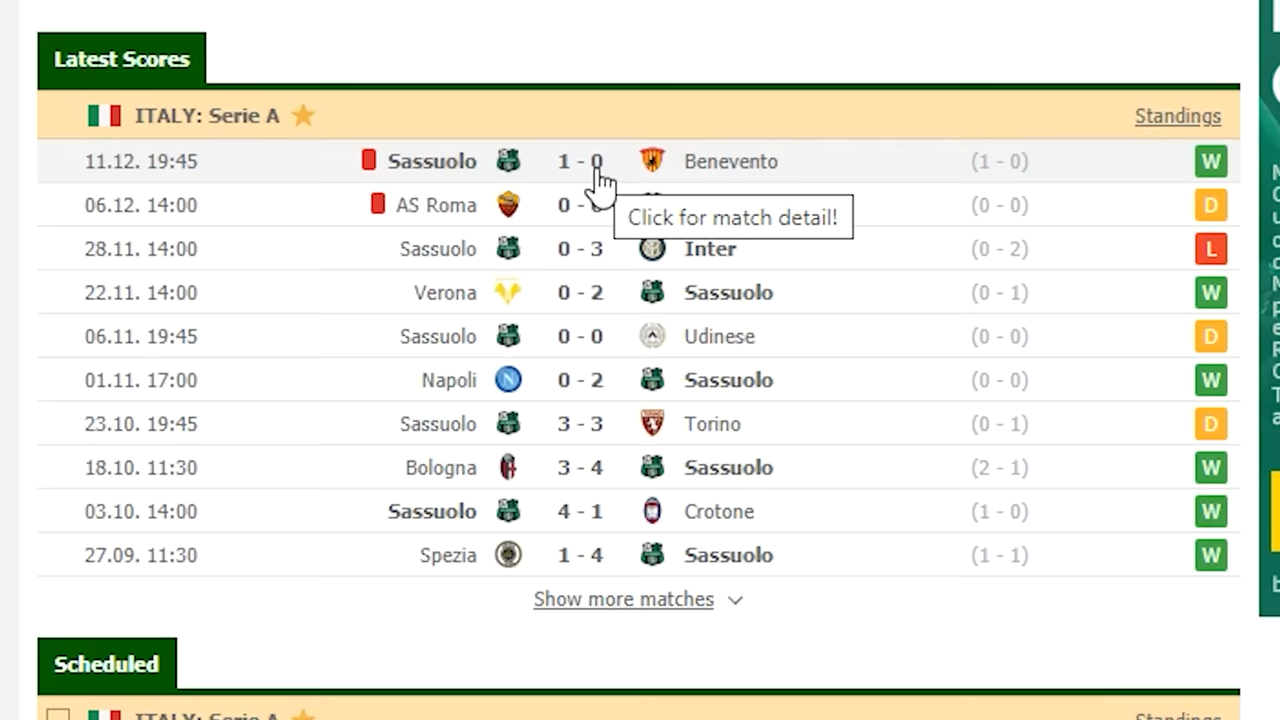 Latest Scores
ITALY: Serie A Standings
11.12. 19:45 Sassuolo 1 - 0 Benevento (1 - 0) W
06.12. 14:00 AS Roma 0 - (0 - 0) D
Click for match detail!
28.11. 14:00 Sassuolo 0 - 3 Inter (0 - 2) L
22.11. 14:00 Verona 0 - 2 Sassuolo (0 - 1) W
06.11. 19:45 Sassuolo 0 - 0 Udinese (0 - 0) D
01.11. 17:00 Napoli 0 - 2 Sassuolo (0 - 0) W
23.10. 19:45 Sassuolo 3 - 3 Torino (0 - 1) D
18.10. 11:30 Bologna 3 - 4 Sassuolo (2 - 1) W
03.10. 14:00 Sassuolo 4 - 1 Crotone (1 - 0) W
27.09. 11:30 Spezia 1 - 4 Sassuolo (1 - 1) W
Show more matches
Scheduled
ITALY: Serie A Standings